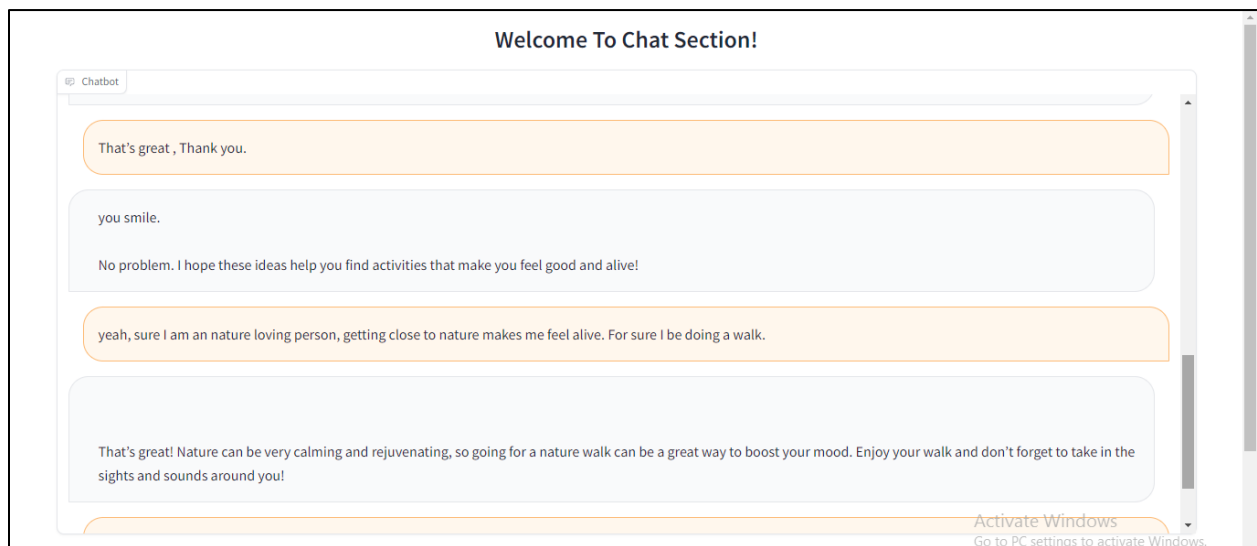 Welcome To Chat Section!
Chatbot
That’s great , Thank you.
you smile.
No problem. I hope these ideas help you find activities that make you feel good and alive!
yeah, sure I am an nature loving person, getting close to nature makes me feel alive. For sure I be doing a walk.
That’s great! Nature can be very calming and rejuvenating, so going for a nature walk can be a great way to boost your mood. Enjoy your walk and don’t forget to take in the
sights and sounds around you!
Activate Windows
Go to PC settings to activate Windows.